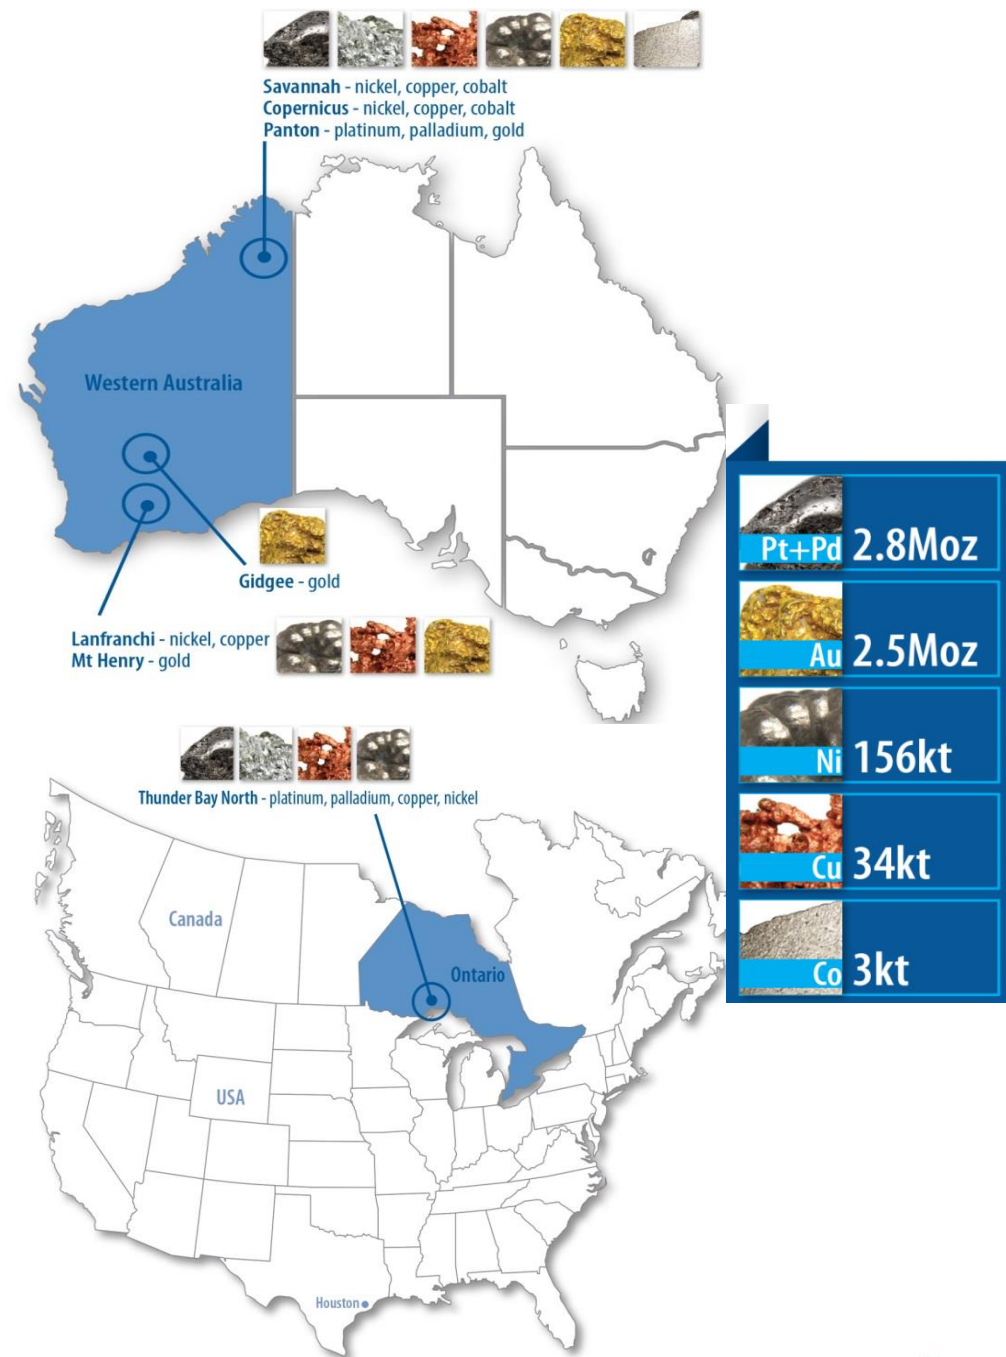 Savannah - nickel, copper, cobalt
Copernicus - nickel, copper, cobalt
Panton - platinum, palladium, gold
Western Australia
Gidgee - gold
Lanfranchi - nickel, copper
Mt Henry - gold
Pt+Pd 2.8Moz
Au 2.5Moz
Ni 156kt
Cu 34kt
Co 3kt
Thunder Bay North - platinum, palladium, copper, nickel
Canada
Ontario
USA
Houston